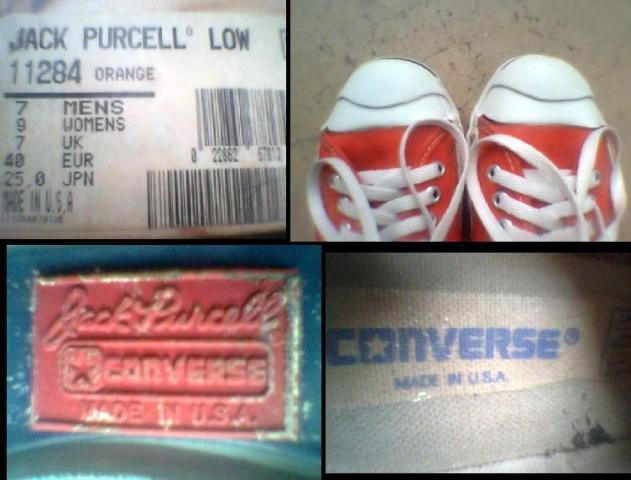 JACK PURCELL® LOW
11284 ORANGE
7 MENS
9 WOMENS
7 UK
40 EUR
25.0 JPN
MADE IN U.S.A
0 22862
Jack Purcell
CONVERSE
MADE IN U.S.A.
CONVERSE®
MADE IN U.S.A.